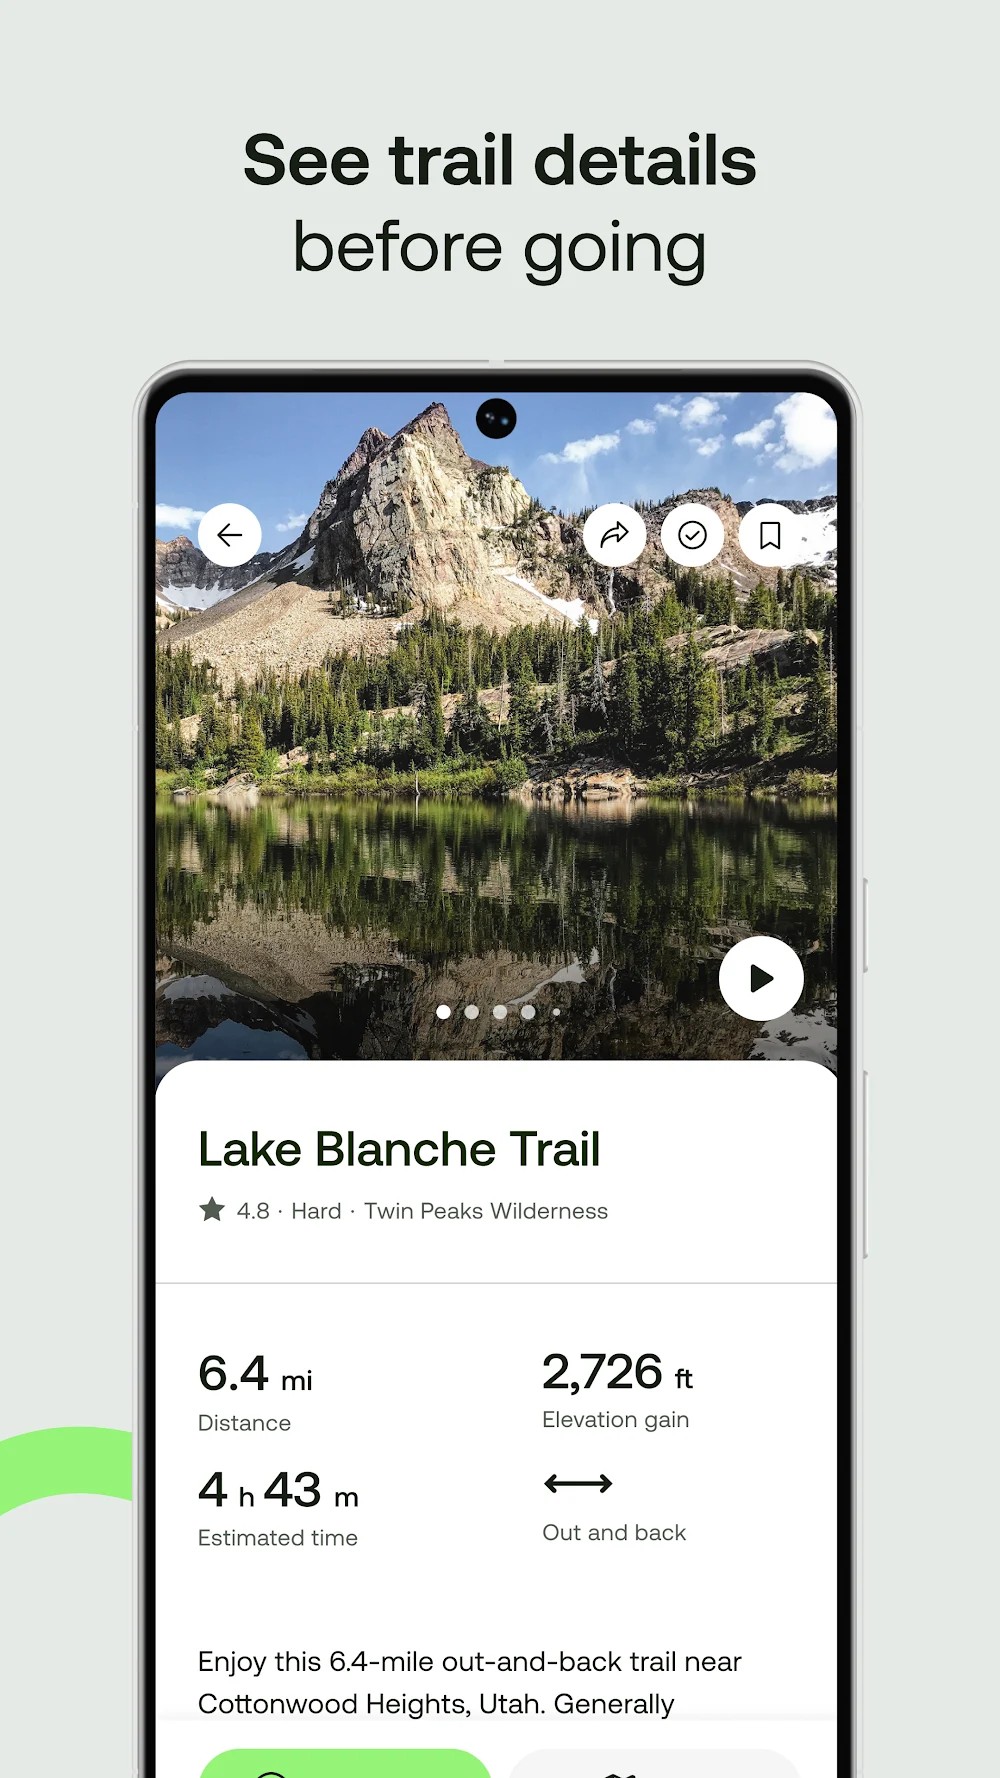 See trail details
before going
Lake Blanche Trail
4.8 · Hard · Twin Peaks Wilderness
6.4 mi
Distance
2,726 ft
Elevation gain
4 h 43 m
Estimated time
Out and back
Enjoy this 6.4-mile out-and-back trail near
Cottonwood Heights, Utah. Generally